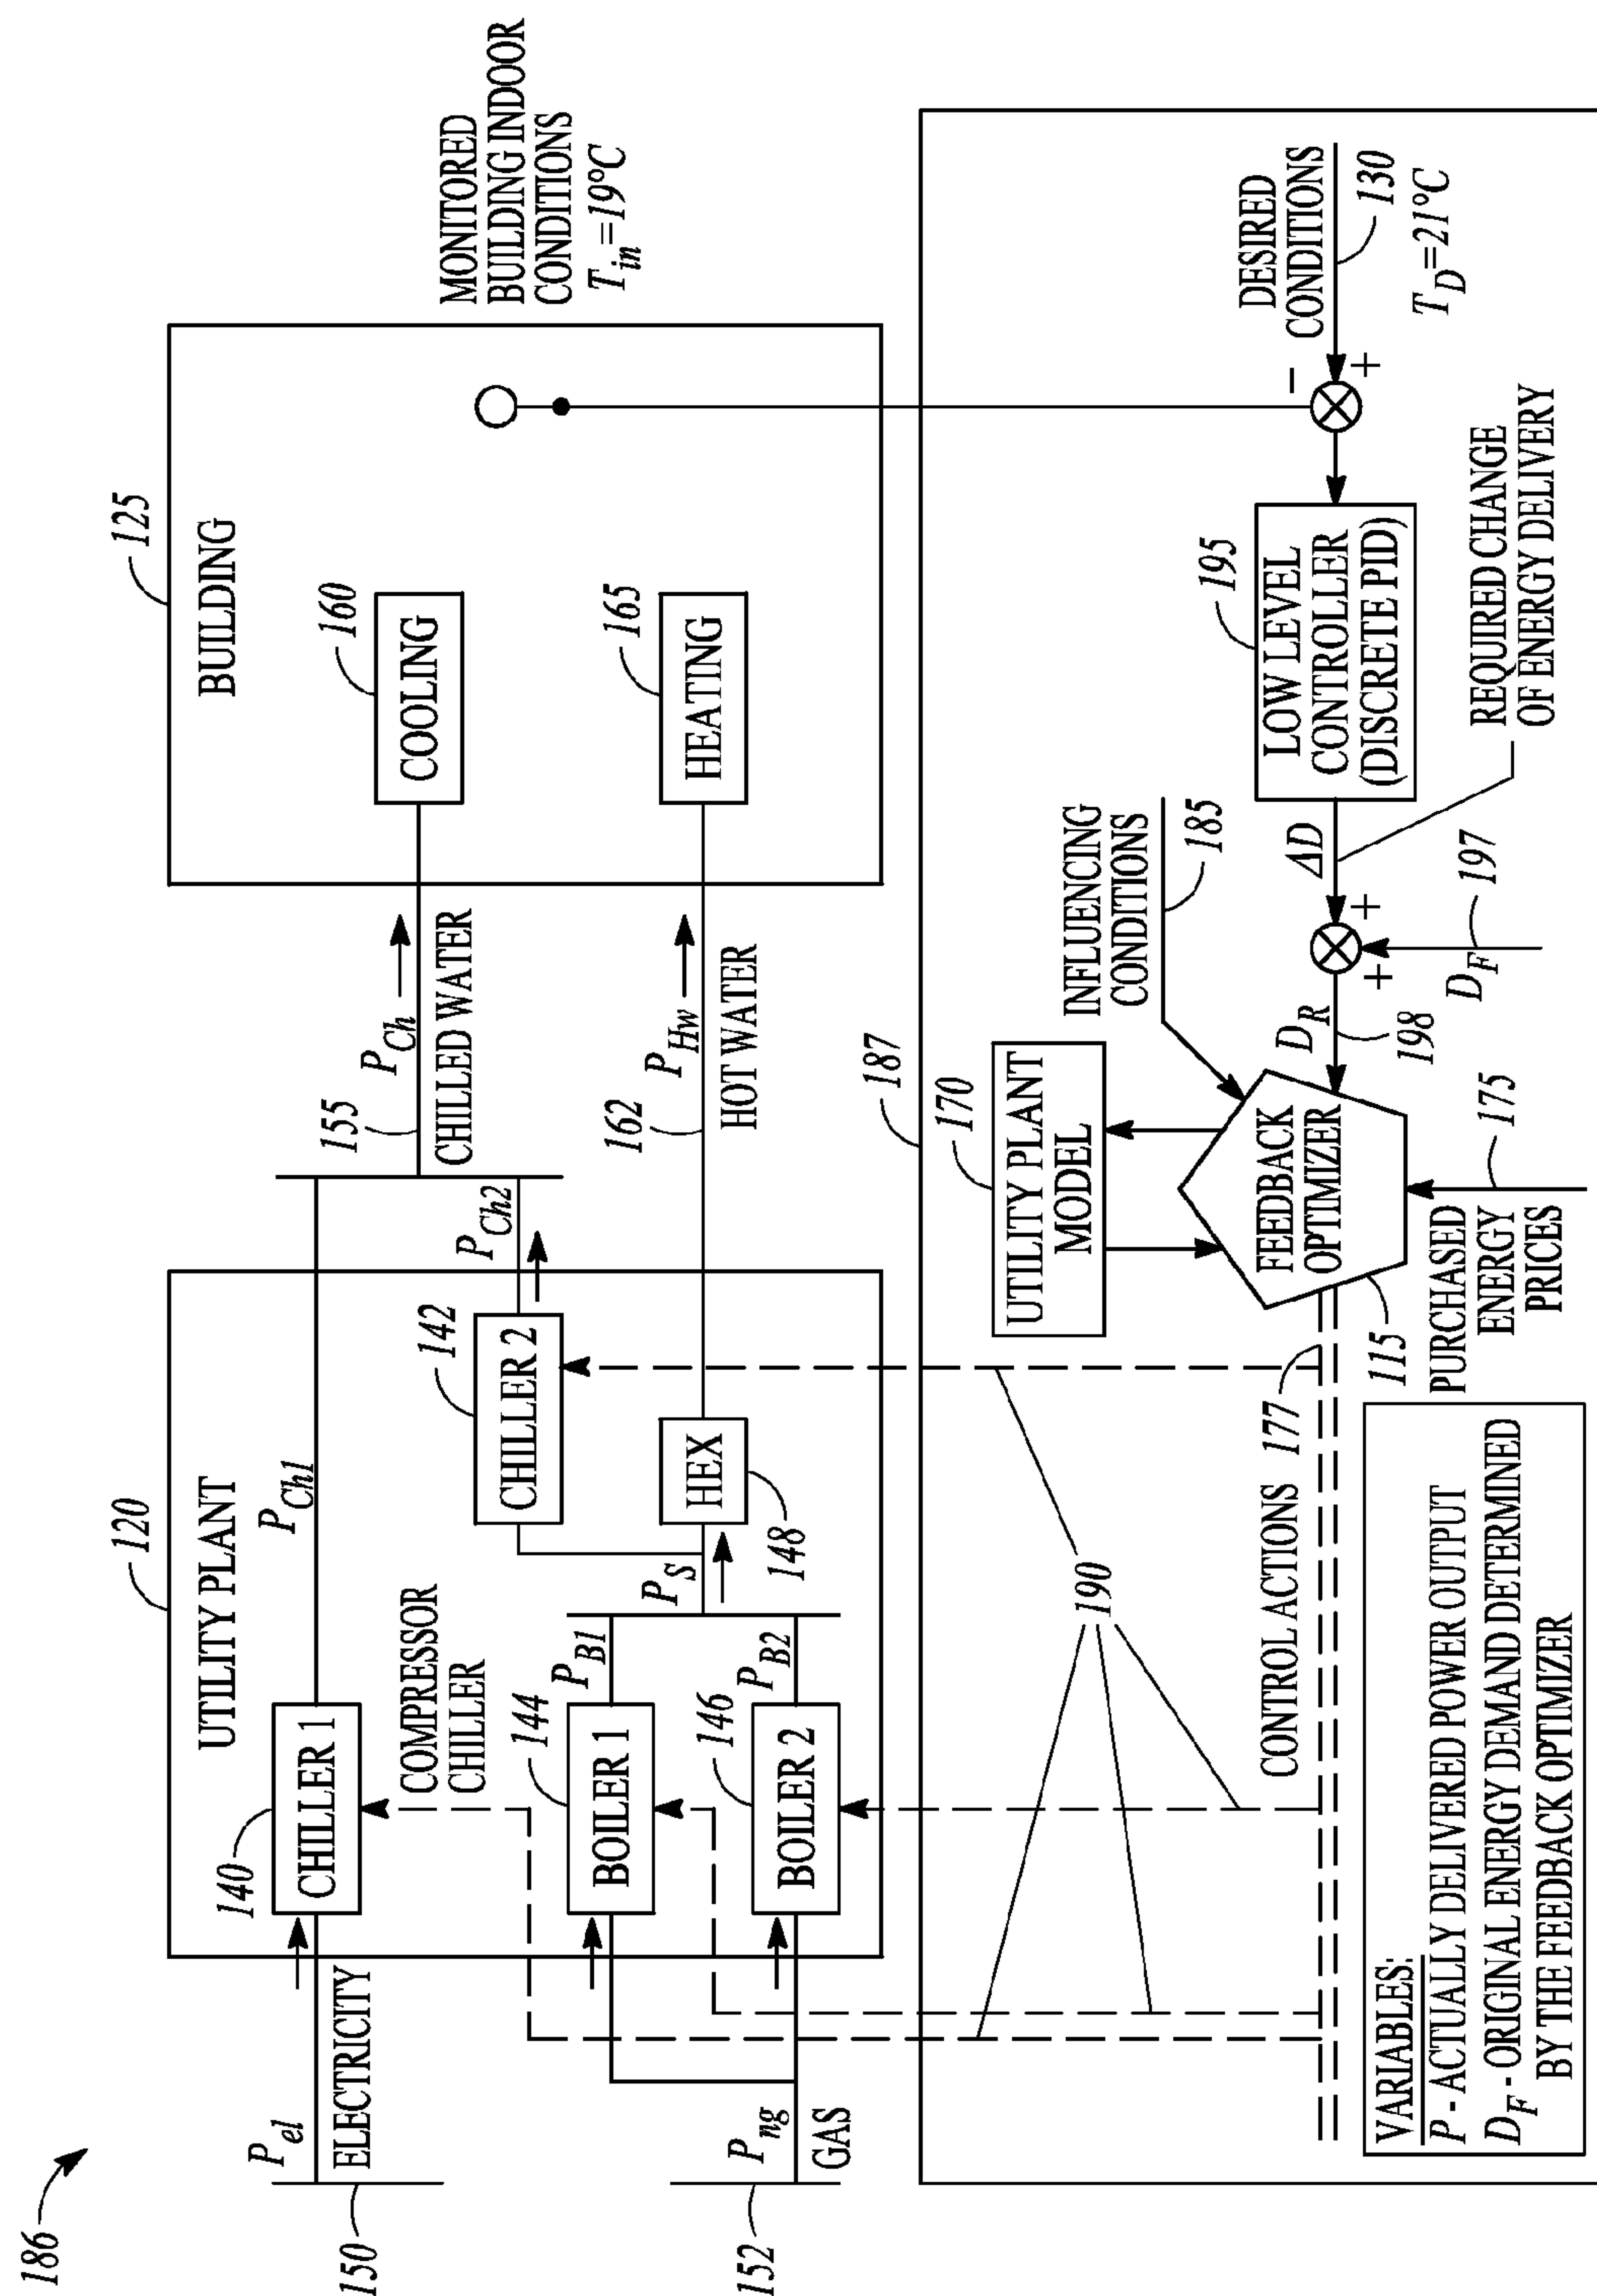 186
120
125
UTILITY PLANT
BUILDING
P_el
ELECTRICITY
150
140
CHILLER 1
P_Ch1
COMPRESSOR
CHILLER
142
CHILLER 2
P_Ch2
155
P_Ch
CHILLED WATER
160
COOLING
MONITORED
BUILDING INDOOR
CONDITIONS
T_in=19°C
144
BOILER 1
P_B1
P_ng
GAS
152
146
BOILER 2
P_B2
P_S
HEX
148
162
P_Hw
HOT WATER
165
HEATING
187
190
170
UTILITY PLANT
MODEL
INFLUENCING
CONDITIONS
185
CONTROL ACTIONS
177
FEEDBACK
OPTIMIZER
115
PURCHASED
ENERGY
PRICES
175
D_R
198
+
D_F
197
+
ΔD
195
LOW LEVEL
CONTROLLER
(DISCRETE PID)
REQUIRED CHANGE
OF ENERGY DELIVERY
-
+
DESIRED
CONDITIONS
130
T_D=21°C
VARIABLES:
P - ACTUALLY DELIVERED POWER OUTPUT
D_F - ORIGINAL ENERGY DEMAND DETERMINED
BY THE FEEDBACK OPTIMIZER